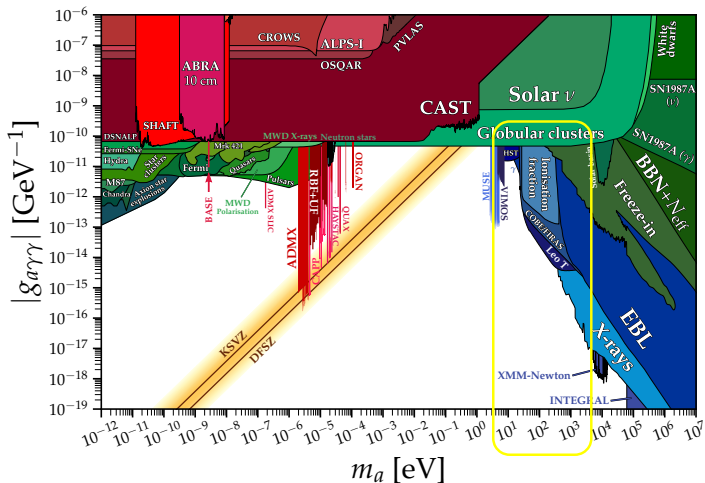 10⁻⁶
10⁻⁷
10⁻⁸
10⁻⁹
10⁻¹⁰
10⁻¹¹
10⁻¹²
10⁻¹³
10⁻¹⁴
10⁻¹⁵
10⁻¹⁶
10⁻¹⁷
10⁻¹⁸
10⁻¹⁹
|g_{aγγ}| [GeV⁻¹]
CROWS
ALPS-I
PVLAS
OSQAR
ABRA
10 cm
SHAFT
CAST
Solar ν
White
dwarfs
SN1987A
(ν)
SN1987A (γ)
Globular clusters
DSNALP
Fermi-SN
Hydra
M87
Chandra
Star
clusters
Axion star
explosions
Mrk 421
Fermi
Quasars
Pulsars
MWD X-rays
Neutron stars
MWD
Polarisation
BASE
ADMX SLIC
ADMX
RBF+UF
CAPP
HAYSTAC
QUAX
ORGAN
KSVZ
DFSZ
MUSE
HST
VIMOS
γ
Ionisation
fraction
COBE/FIRAS
Leo T
Freeze-in
BBN+N_{eff}
EBL
X-rays
XMM-Newton
INTEGRAL
10⁻¹² 10⁻¹¹ 10⁻¹⁰ 10⁻⁹ 10⁻⁸ 10⁻⁷ 10⁻⁶ 10⁻⁵ 10⁻⁴ 10⁻³ 10⁻² 10⁻¹ 10⁰ 10¹ 10² 10³ 10⁴ 10⁵ 10⁶ 10⁷
m_a [eV]